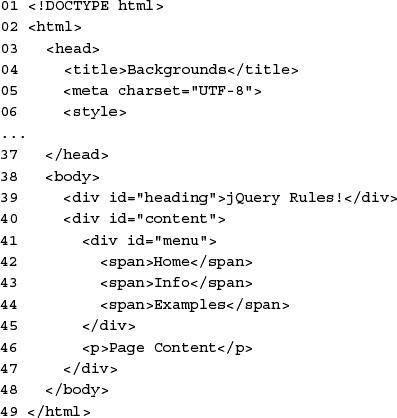 01 <!DOCTYPE html>
02 <html>
03   <head>
04     <title>Backgrounds</title>
05     <meta charset="UTF-8">
06     <style>
...
37   </head>
38   <body>
39     <div id="heading">jQuery Rules!</div>
40     <div id="content">
41       <div id="menu">
42         <span>Home</span>
43         <span>Info</span>
44         <span>Examples</span>
45       </div>
46       <p>Page Content</p>
47     </div>
48   </body>
49 </html>